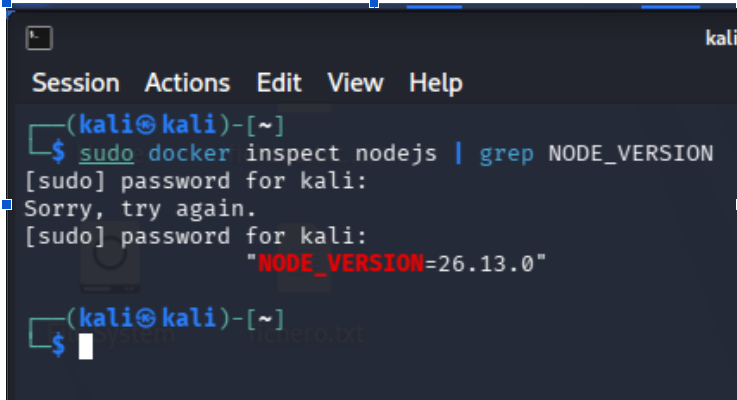 kali
Session Actions Edit View Help
┌──(kali㉿kali)-[~]
└─$ sudo docker inspect nodejs | grep NODE_VERSION
[sudo] password for kali:
Sorry, try again.
[sudo] password for kali:
"NODE_VERSION=26.13.0"
┌──(kali㉿kali)-[~]
└─$